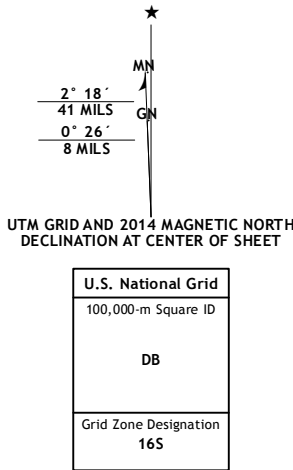 ★
MN
2° 18´
41 MILS
GN
0° 26´
8 MILS
UTM GRID AND 2014 MAGNETIC NORTH
DECLINATION AT CENTER OF SHEET
U.S. National Grid
100,000-m Square ID
DB
Grid Zone Designation
16S